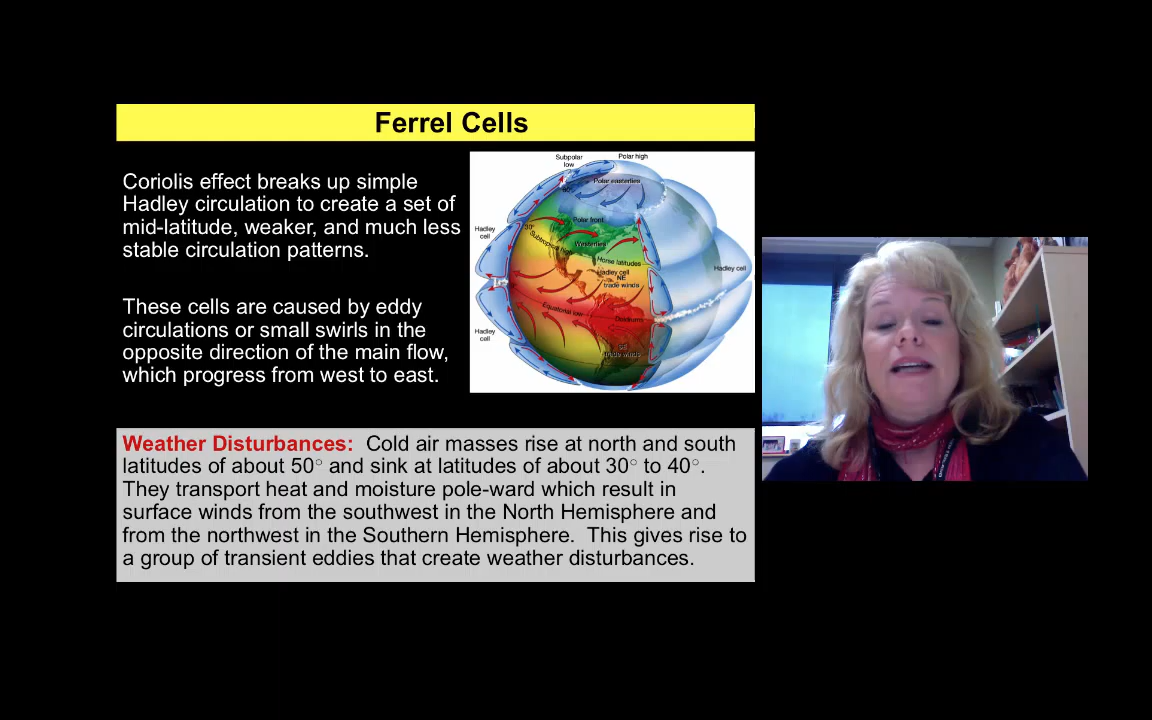 Ferrel Cells
Coriolis effect breaks up simple
Hadley circulation to create a set of
mid-latitude, weaker, and much less
stable circulation patterns.
These cells are caused by eddy
circulations or small swirls in the
opposite direction of the main flow,
which progress from west to east.
Subpolar
low
Polar high
60°
Polar easterlies
Polar front
30°
Subtropical high
Westerlies
Horse latitudes
Hadley
cell
Hadley cell
NE
trade winds
Hadley cell
Equatorial low
Doldrums
Hadley
cell
SE
trade winds
Weather Disturbances: Cold air masses rise at north and south
latitudes of about 50° and sink at latitudes of about 30° to 40°.
They transport heat and moisture pole-ward which result in
surface winds from the southwest in the North Hemisphere and
from the northwest in the Southern Hemisphere. This gives rise to
a group of transient eddies that create weather disturbances.